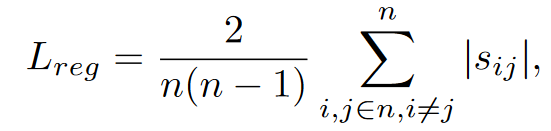 L_{reg} = \frac{2}{n(n-1)} \sum_{i,j \in n, i \neq j}^{n} |s_{ij}|,